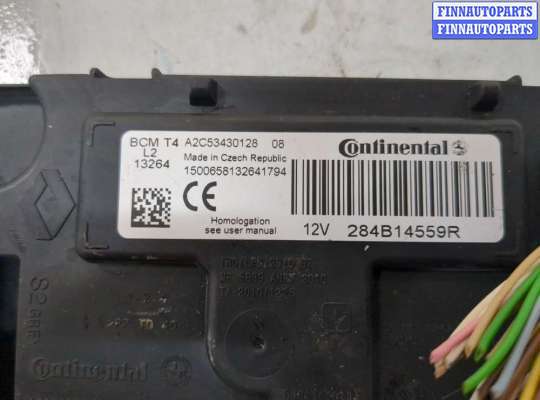 FINNAUTOPARTS
FINNAUTOPARTS
BCM T4 A2C53430128 08
L2
13264
Made in Czech Republic
1500658132641794
CE
Homologation
see user manual
Continental
12V 284B14559R
S2
Continental